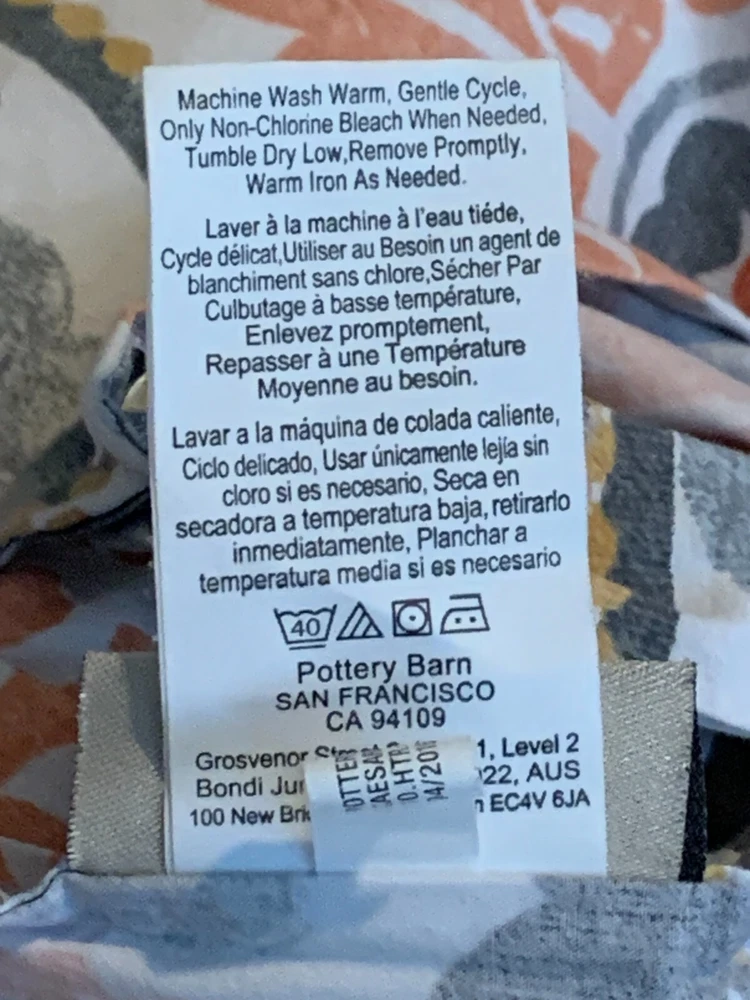 Machine Wash Warm, Gentle Cycle,
Only Non-Chlorine Bleach When Needed,
Tumble Dry Low,Remove Promptly,
Warm Iron As Needed.
Laver à la machine à l'eau tiéde,
Cycle délicat,Utiliser au Besoin un agent de
blanchiment sans chlore,Sécher Par
Culbutage à basse température,
Enlevez promptement,
Repasser à une Température
Moyenne au besoin.
Lavar a la máquina de colada caliente,
Ciclo delicado, Usar únicamente lejía sin
cloro si es necesario, Seca en
secadora a temperatura baja, retirarlo
inmediatamente, Planchar a
temperatura media si es necesario
40
Pottery Barn
SAN FRANCISCO
CA 94109
Grosvenor 1, Level 2
Bondi AUS
100 New EC4V 6JA